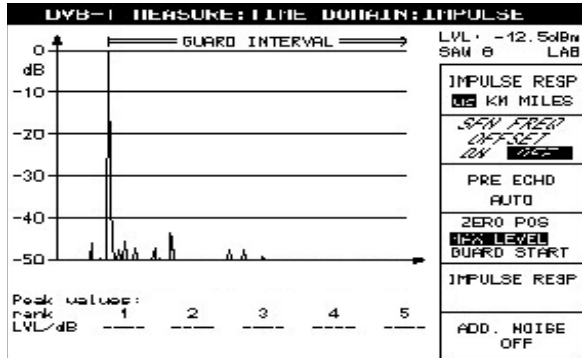 DVB-T MEASURE:TIME DOMAIN:IMPULSE
LVL: -12.5dBm
SAW 8 LAB
GUARD INTERVAL
0
dB
-10
-20
-30
-40
-50
IMPULSE RESP
us KM MILES
SFN FREQ
OFFSET
ON OFF
PRE ECHO
AUTO
ZERO POS
MAX LEVEL
GUARD START
IMPULSE RESP
ADD. NOISE
OFF
Peak values:
rank 1 2 3 4 5
LVL/dB ---- ---- ---- ---- ----